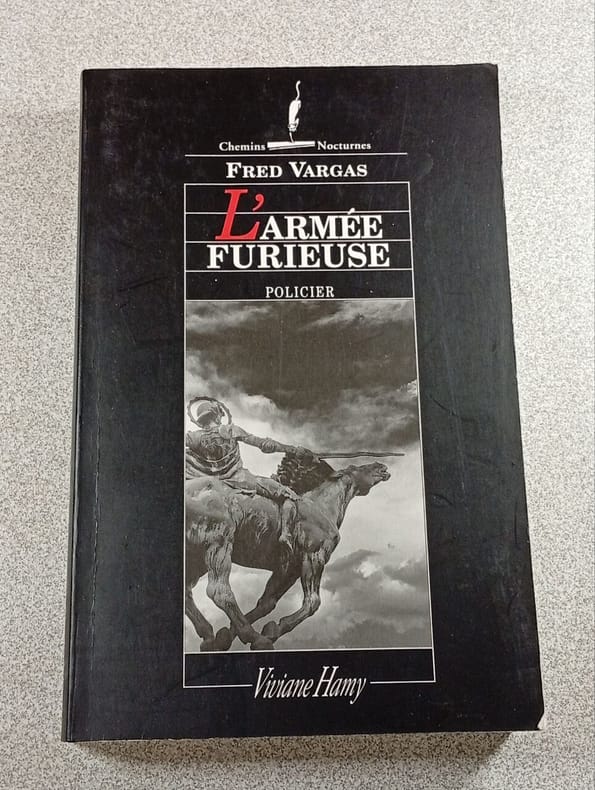 Chemins Nocturnes
FRED VARGAS
L'ARMÉE
FURIEUSE
POLICIER
Viviane Hamy